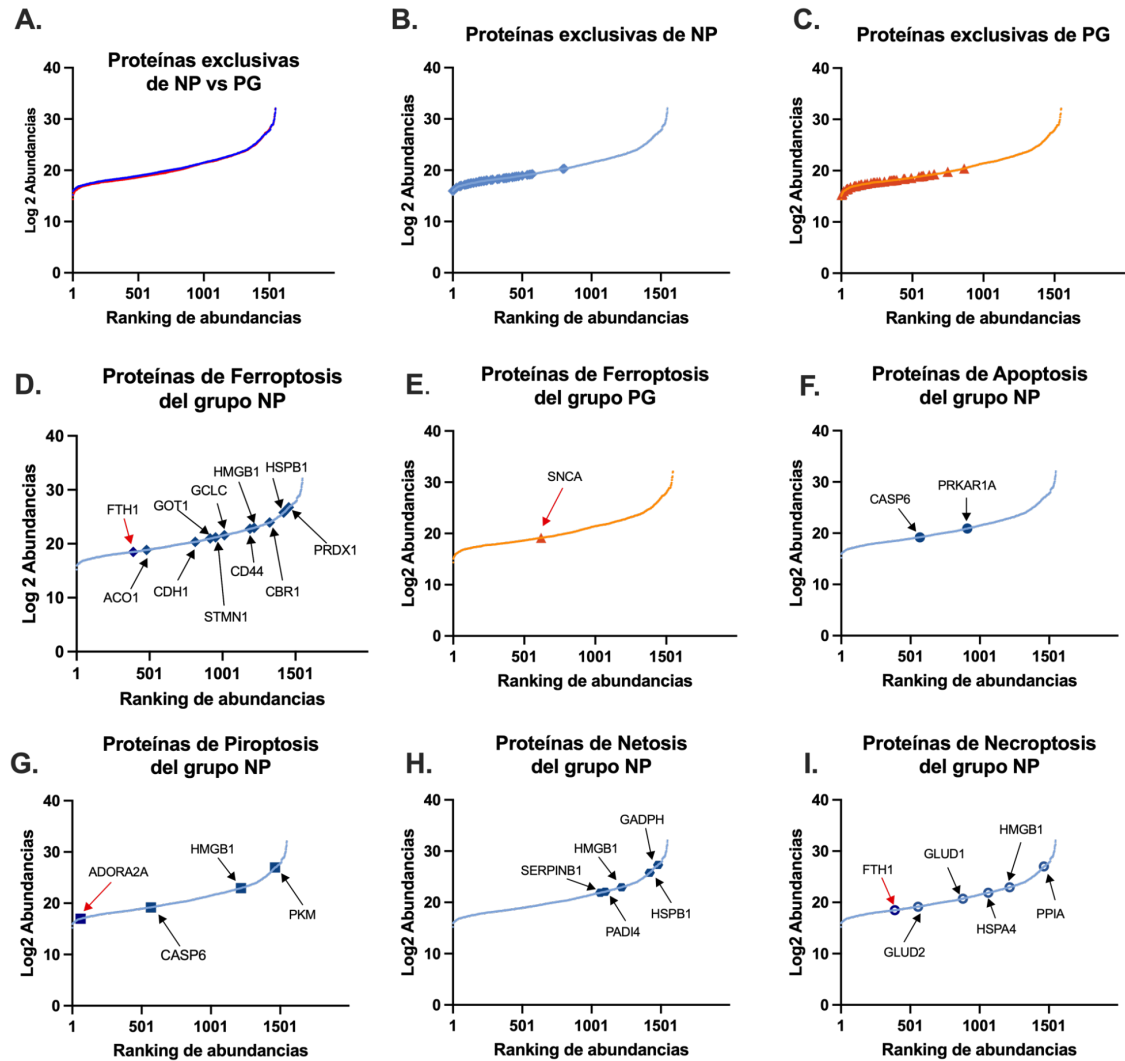 A.
Proteínas exclusivas
de NP vs PG
Log 2 Abundancias
40
30
20
10
0
1
501
1001
1501
Ranking de abundancias
B.
Proteínas exclusivas de NP
Log 2 Abundancias
40
30
20
10
0
1
501
1001
1501
Ranking de abundancias
C.
Proteínas exclusivas de PG
Log2 Abundancias
40
30
20
10
0
1
501
1001
1501
Ranking de abundancias
D.
Proteínas de Ferroptosis
del grupo NP
Log 2 Abundancias
40
30
20
10
0
HMGB1
HSPB1
GCLC
GOT1
FTH1
PRDX1
CD44
ACO1
CDH1
CBR1
STMN1
1
501
1001
1501
Ranking de abundancias
E.
Proteínas de Ferroptosis
del grupo PG
Log2 Abundancias
40
30
20
10
0
SNCA
1
501
1001
1501
Ranking de abundancias
F.
Proteínas de Apoptosis
del grupo NP
Log2 Abundancias
40
30
20
10
0
CASP6
PRKAR1A
1
501
1001
1501
Ranking de abundancias
G.
Proteínas de Piroptosis
del grupo NP
Log2 Abundancias
40
30
20
10
0
ADORA2A
HMGB1
PKM
CASP6
1
501
1001
1501
Ranking de abundancias
H.
Proteínas de Netosis
del grupo NP
Log2 Abundancias
40
30
20
10
0
GADPH
HMGB1
SERPINB1
HSPB1
PADI4
1
501
1001
1501
Ranking de abundancias
I.
Proteínas de Necroptosis
del grupo NP
Log2 Abundancias
40
30
20
10
0
HMGB1
GLUD1
FTH1
PPIA
HSPA4
GLUD2
1
501
1001
1501
Ranking de abundancias